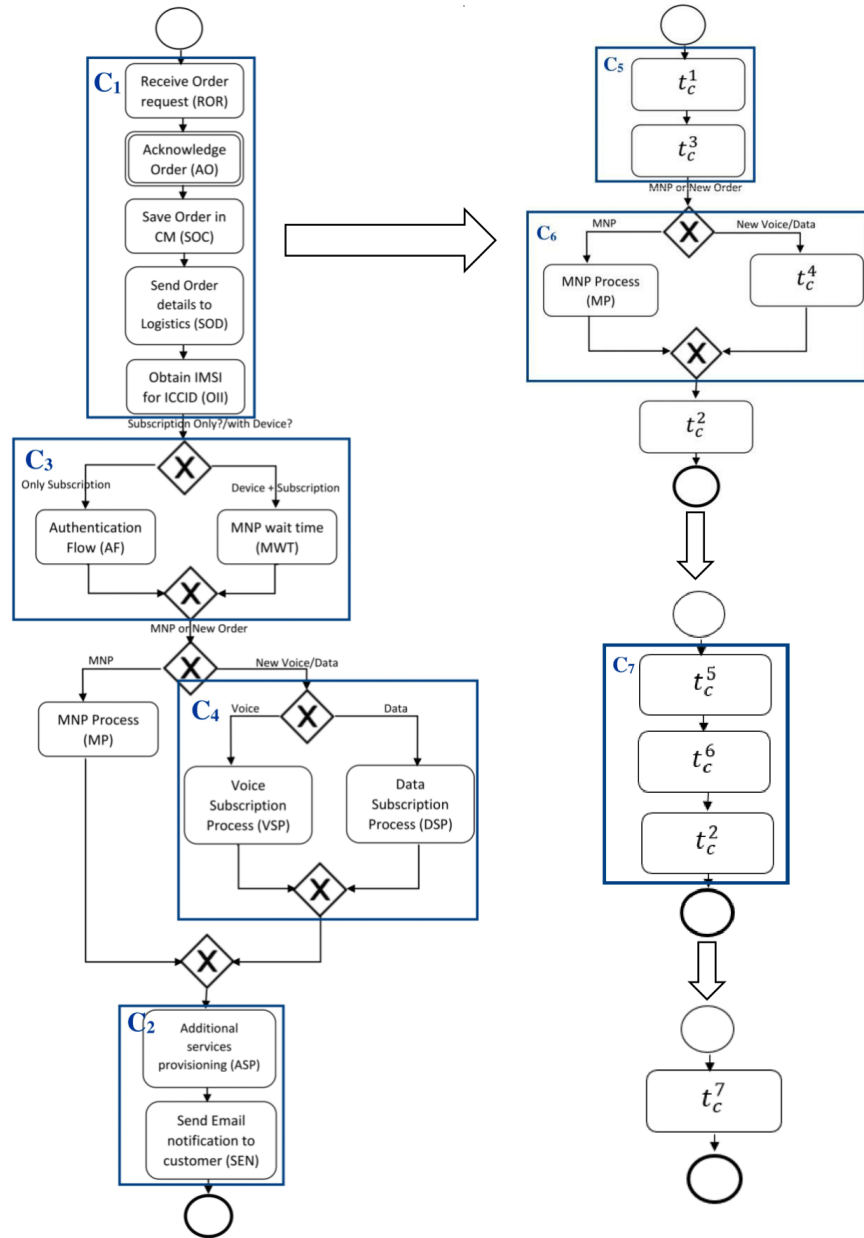 C₁
Receive Order
request (ROR)
Acknowledge
Order (AO)
Save Order in
CM (SOC)
Send Order
details to
Logistics (SOD)
Obtain IMSI
for ICCID (OII)
Subscription Only?/with Device?
C₃
X
Only Subscription
Device + Subscription
Authentication
Flow (AF)
MNP wait time
(MWT)
X
MNP or New Order
X
MNP
New Voice/Data
MNP Process
(MP)
C₄
X
Voice
Data
Voice
Subscription
Process (VSP)
Data
Subscription
Process (DSP)
X
X
C₂
Additional
services
provisioning (ASP)
Send Email
notification to
customer (SEN)
C₅
t_c^1
t_c^3
MNP or New Order
C₆
X
MNP
New Voice/Data
MNP Process
(MP)
t_c^4
X
t_c^2
C₇
t_c^5
t_c^6
t_c^2
t_c^7